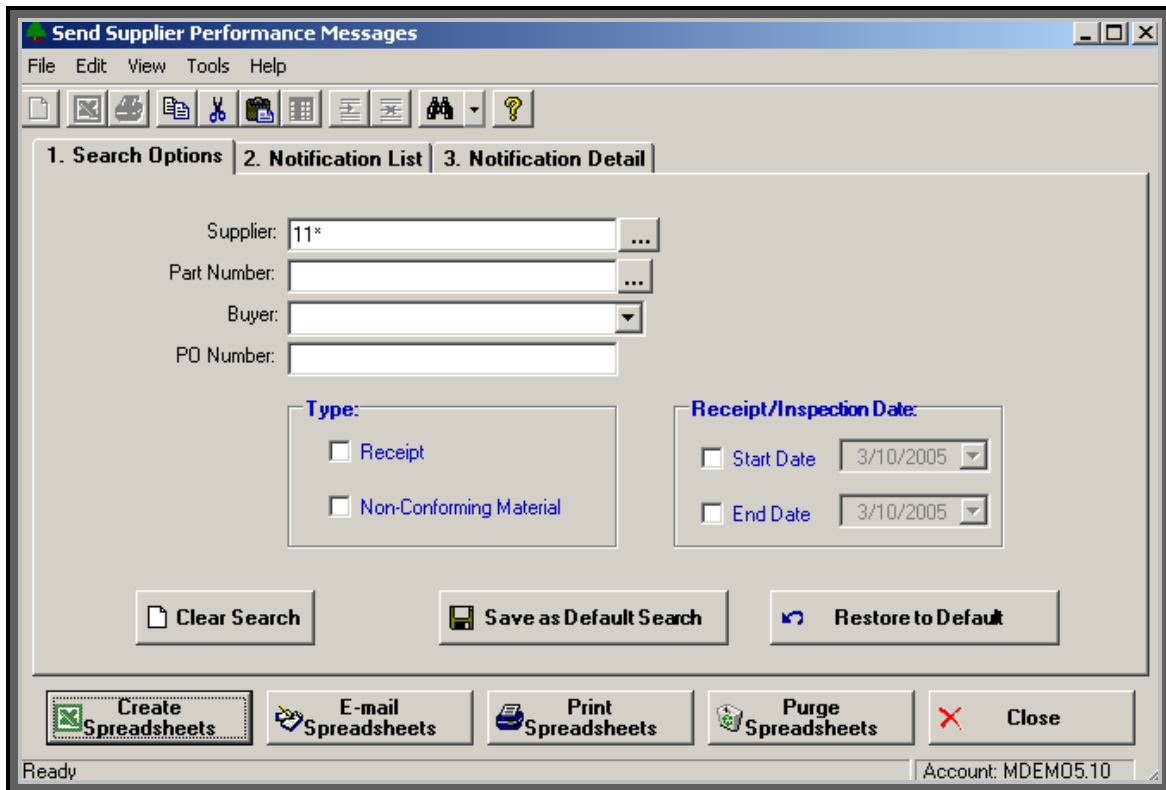 Send Supplier Performance Messages
File Edit View Tools Help
1. Search Options 2. Notification List 3. Notification Detail
Supplier: 11* ...
Part Number: ...
Buyer:
PO Number:
Type: Receipt/Inspection Date:
Receipt Start Date 3/10/2005
Non-Conforming Material End Date 3/10/2005
Clear Search Save as Default Search Restore to Default
Create E-mail Print Purge
Spreadsheets Spreadsheets Spreadsheets Spreadsheets Close
Ready Account: MDEMO5.10